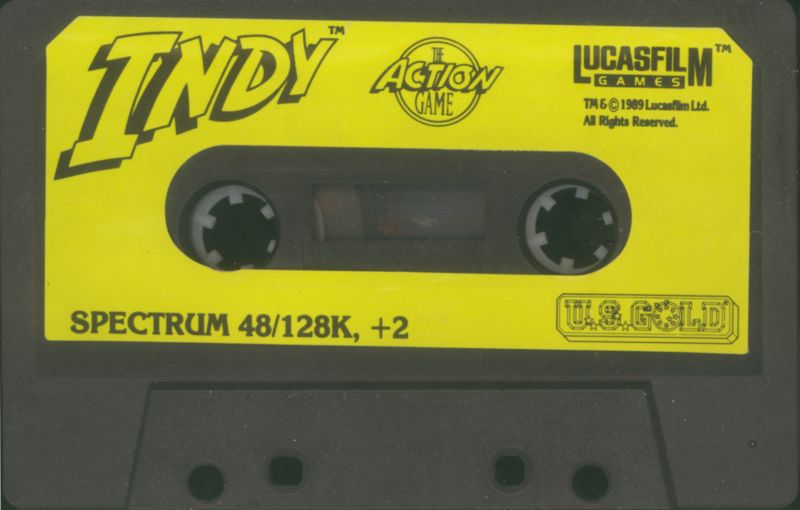 INDY™
THE
ACTION
GAME
LUCASFILM™
GAMES
TM & © 1989 Lucasfilm Ltd.
All Rights Reserved.
SPECTRUM 48/128K, +2
U.S. GOLD